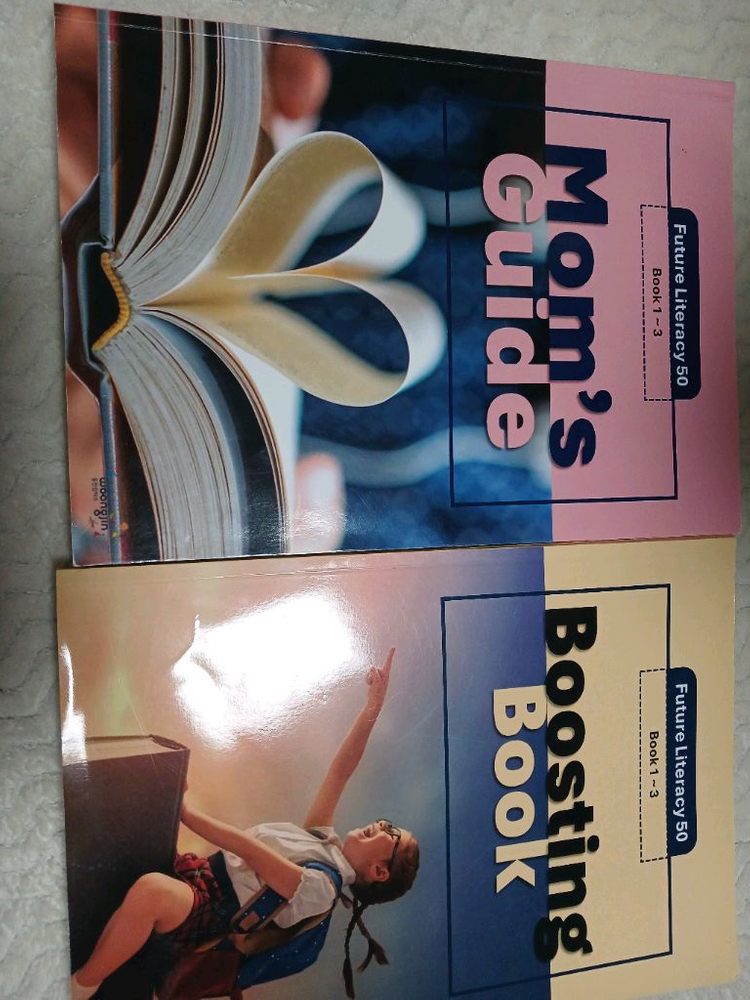 Future Literacy 50
Book 1 ~ 3
Mom's
Guide
woongjin
Future Literacy 50
Book 1 ~ 3
Boosting
Book